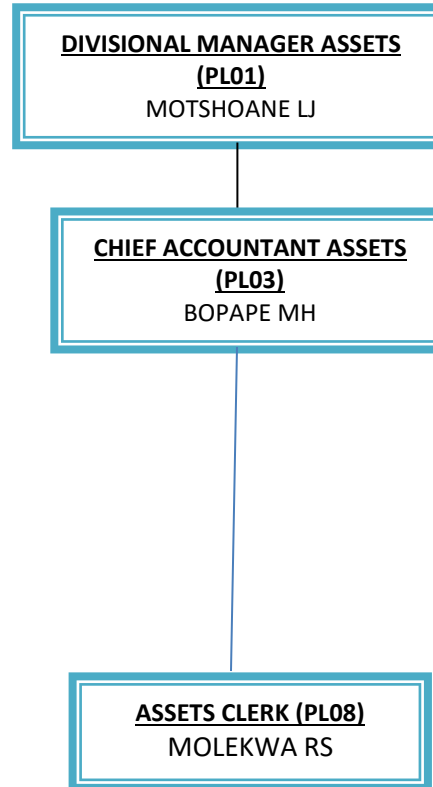 DIVISIONAL MANAGER ASSETS
(PL01)
MOTSHOANE LJ
CHIEF ACCOUNTANT ASSETS
(PL03)
BOPAPE MH
ASSETS CLERK (PL08)
MOLEKWA RS